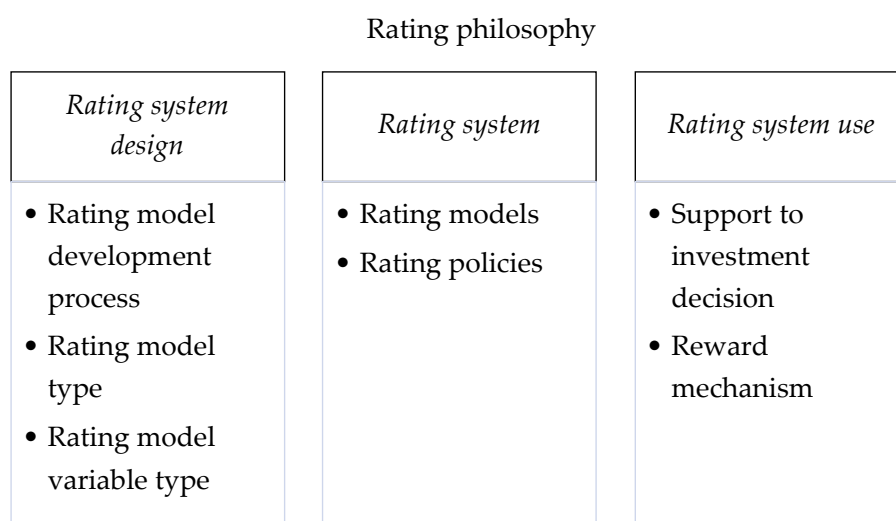 Rating philosophy
Rating system
design
• Rating model
development
process
• Rating model
type
• Rating model
variable type
Rating system
• Rating models
• Rating policies
Rating system use
• Support to
investment
decision
• Reward
mechanism